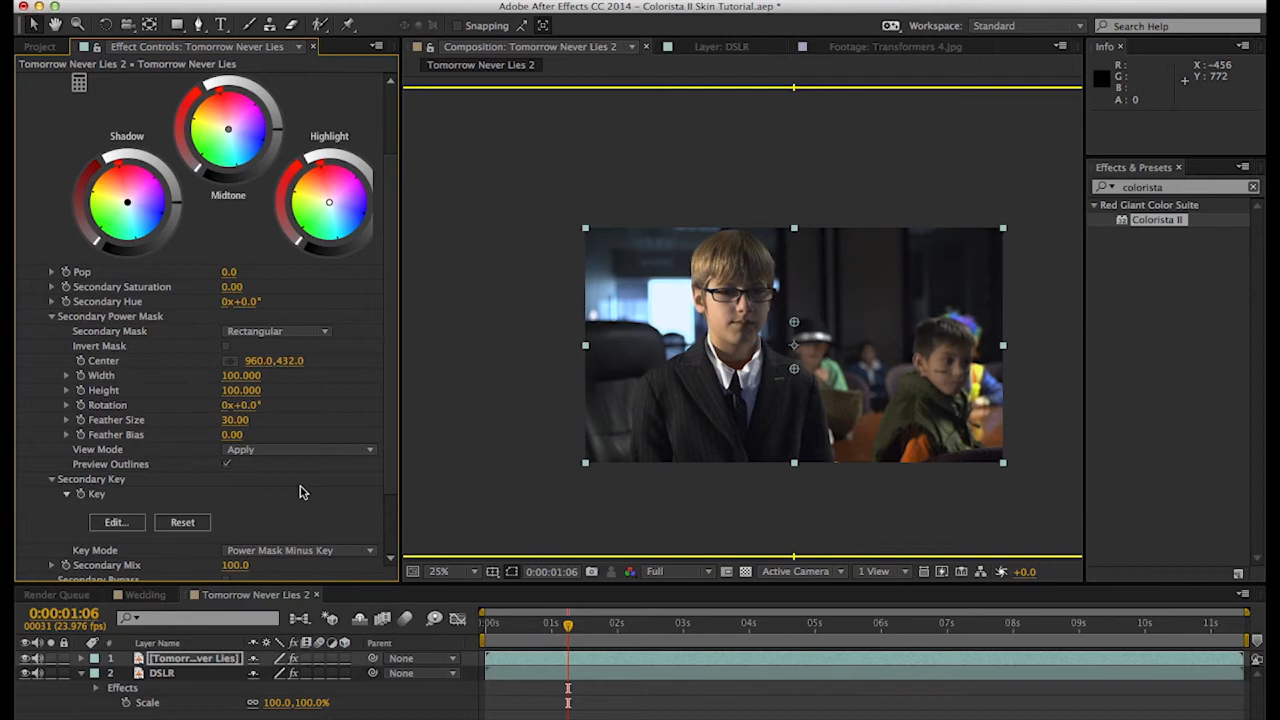 Adobe After Effects CC 2014 - Colorista II Skin Tutorial.aep *
Snapping
Workspace: Standard
Search Help
Project
Effect Controls: Tomorrow Never Lies
Composition: Tomorrow Never Lies 2
Layer: DSLR
Footage: Transformers 4.jpg
Info
Tomorrow Never Lies 2 • Tomorrow Never Lies
Tomorrow Never Lies 2
R:
G:
B:
A: 0
X: -456
Y: 772
Shadow
Highlight
Midtone
Effects & Presets
colorista
Red Giant Color Suite
Colorista II
Pop 0.0
Secondary Saturation 0.00
Secondary Hue 0x+0.0°
Secondary Power Mask
Secondary Mask Rectangular
Invert Mask
Center 960.0,432.0
Width 100.000
Height 100.000
Rotation 0x+0.0°
Feather Size 30.00
Feather Bias 0.00
View Mode Apply
Preview Outlines
Secondary Key
Key
Edit... Reset
Key Mode Power Mask Minus Key
Secondary Mix 100.0
Secondary Bypass
25% 0:00:01:06 Full Active Camera 1 View +0.0
Render Queue Wedding Tomorrow Never Lies 2
0:00:01:06
00031 (23.976 fps)
:00s 01s 02s 03s 04s 05s 06s 07s 08s 09s 10s 11s
# Layer Name fx Parent
1 [Tomorr...ver Lies] fx None
2 DSLR fx None
Effects
Scale 100.0,100.0%